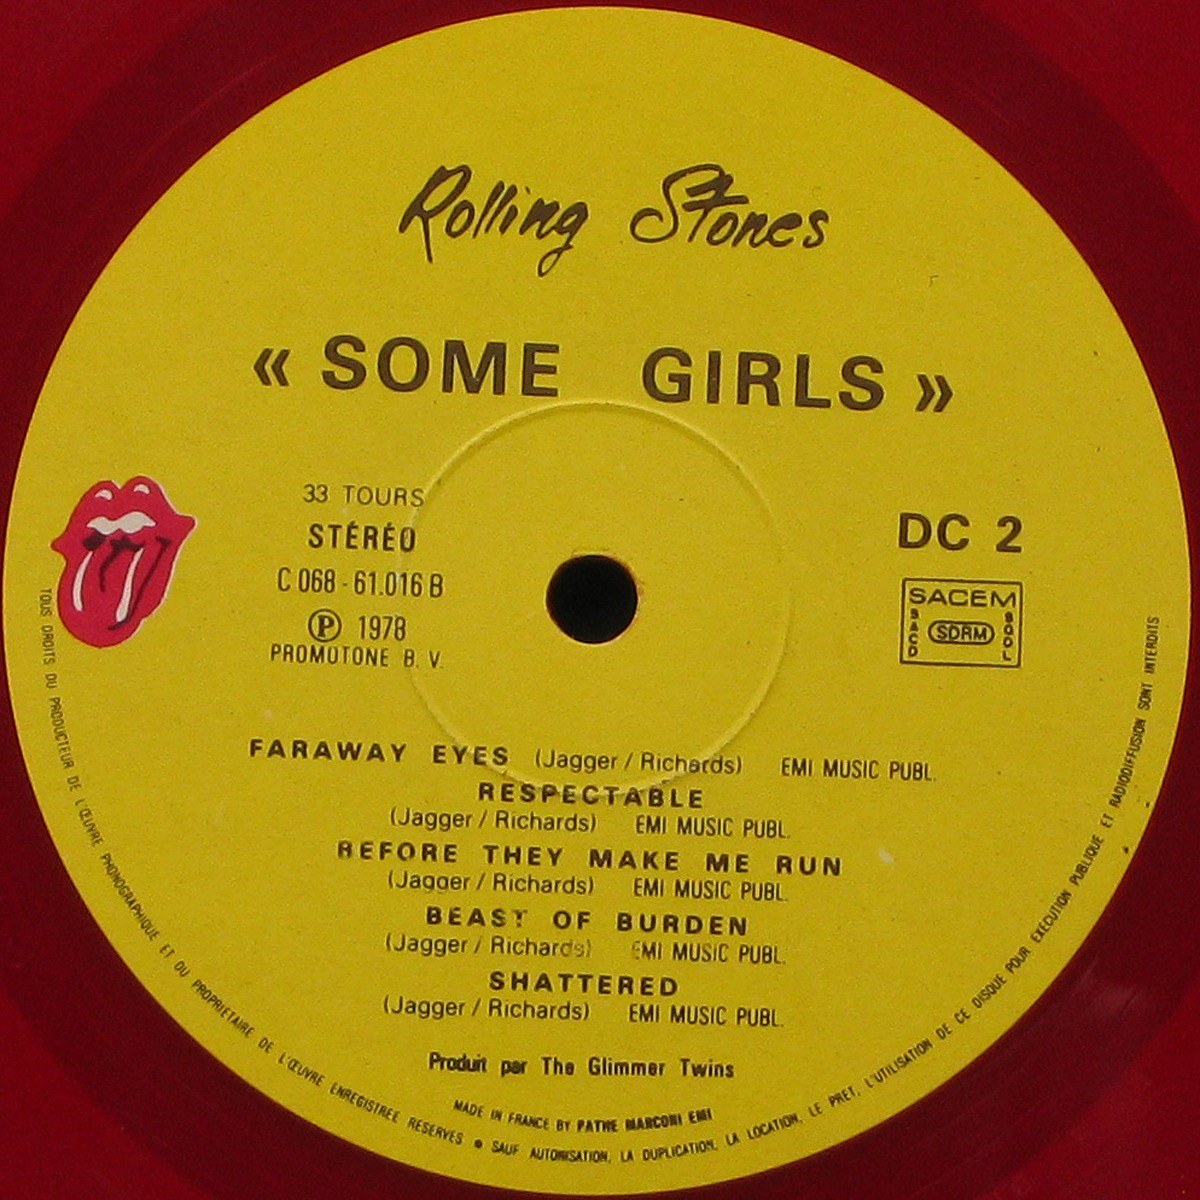 Rolling Stones
« SOME GIRLS »
33 TOURS
STÉRÉO
C 068 - 61.016 B
Ⓟ 1978
PROMOTONE B. V.
DC 2
SACEM
SACD SDRM SGDL
FARAWAY EYES (Jagger / Richards) EMI MUSIC PUBL.
RESPECTABLE
(Jagger / Richards) EMI MUSIC PUBL.
BEFORE THEY MAKE ME RUN
(Jagger / Richards) EMI MUSIC PUBL.
BEAST OF BURDEN
(Jagger / Richards) EMI MUSIC PUBL.
SHATTERED
(Jagger / Richards) EMI MUSIC PUBL.
Produit par The Glimmer Twins
MADE IN FRANCE BY PATHE MARCONI EMI
TOUS DROITS DU PRODUCTEUR DE L'ŒUVRE PHONOGRAPHIQUE ET DU PROPRIETAIRE DE L'ŒUVRE ENREGISTREE RESERVES • SAUF AUTORISATION, LA DUPLICATION, LA LOCATION, LE PRET, L'UTILISATION DE CE DISQUE POUR EXECUTION PUBLIQUE ET RADIODIFFUSION SONT INTERDITS